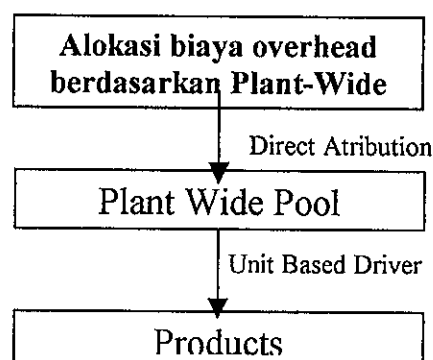 Alokasi biaya overhead
berdasarkan Plant-Wide
Direct Atribution
Plant Wide Pool
Unit Based Driver
Products